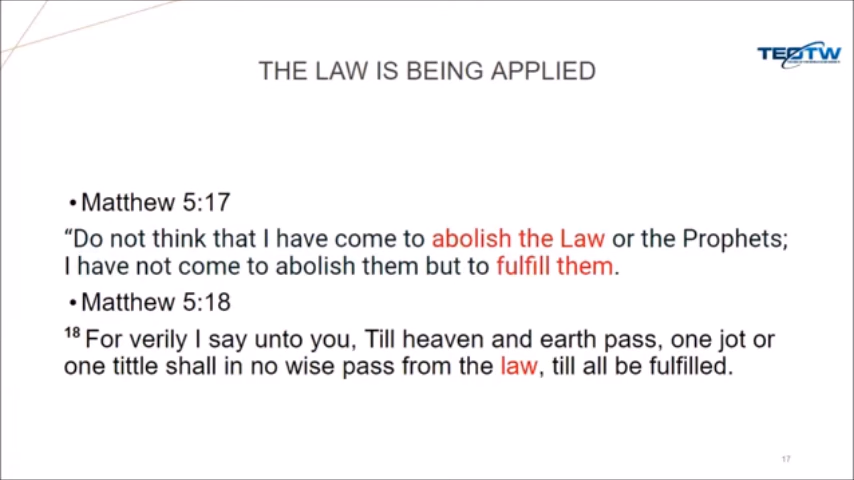 THE LAW IS BEING APPLIED
TEOTW
•Matthew 5:17
“Do not think that I have come to abolish the Law or the Prophets;
I have not come to abolish them but to fulfill them.
•Matthew 5:18
18 For verily I say unto you, Till heaven and earth pass, one jot or
one tittle shall in no wise pass from the law, till all be fulfilled.
17